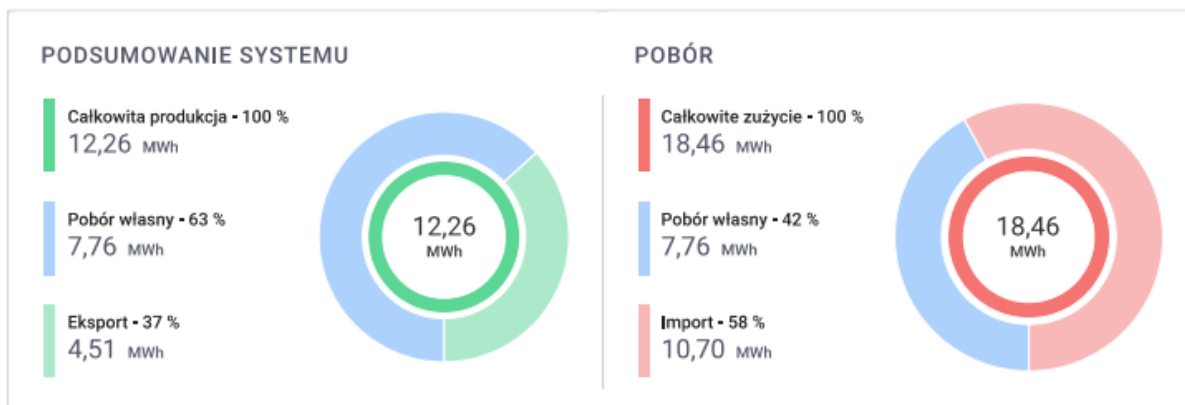 PODSUMOWANIE SYSTEMU
Całkowita produkcja - 100 %
12,26 MWh
Pobór własny - 63 %
7,76 MWh
Eksport - 37 %
4,51 MWh
12,26
MWh
POBÓR
Całkowite zużycie - 100 %
18,46 MWh
Pobór własny - 42 %
7,76 MWh
Import - 58 %
10,70 MWh
18,46
MWh